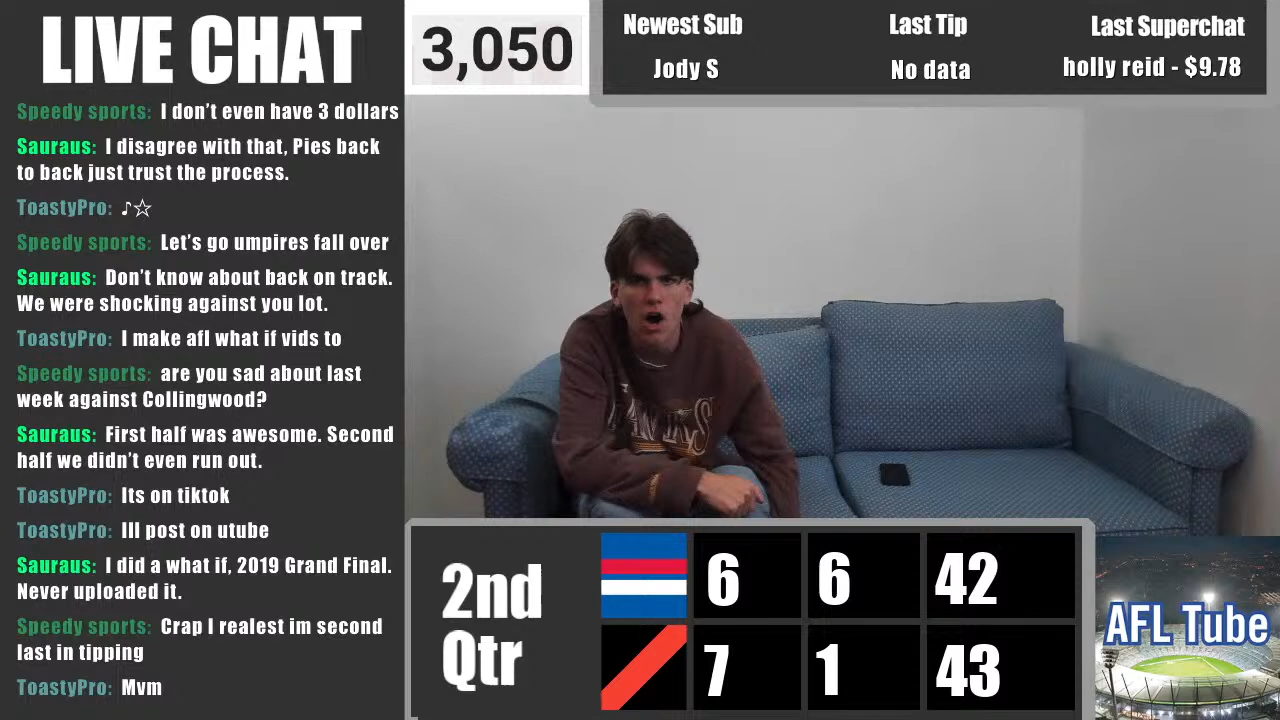 LIVE CHAT
Speedy sports: I don't even have 3 dollars
Sauraus: I disagree with that, Pies back
to back just trust the process.
ToastyPro: ♪☆
Speedy sports: Let's go umpires fall over
Sauraus: Don't know about back on track.
We were shocking against you lot.
ToastyPro: I make afl what if vids to
Speedy sports: are you sad about last
week against Collingwood?
Sauraus: First half was awesome. Second
half we didn't even run out.
ToastyPro: Its on tiktok
ToastyPro: Ill post on utube
Sauraus: I did a what if, 2019 Grand Final.
Never uploaded it.
Speedy sports: Crap I realest im second
last in tipping
ToastyPro: Mvm
3,050
Newest Sub
Jody S
Last Tip
No data
Last Superchat
holly reid - $9.78
2nd
Qtr
6 6 42
7 1 43
AFL Tube